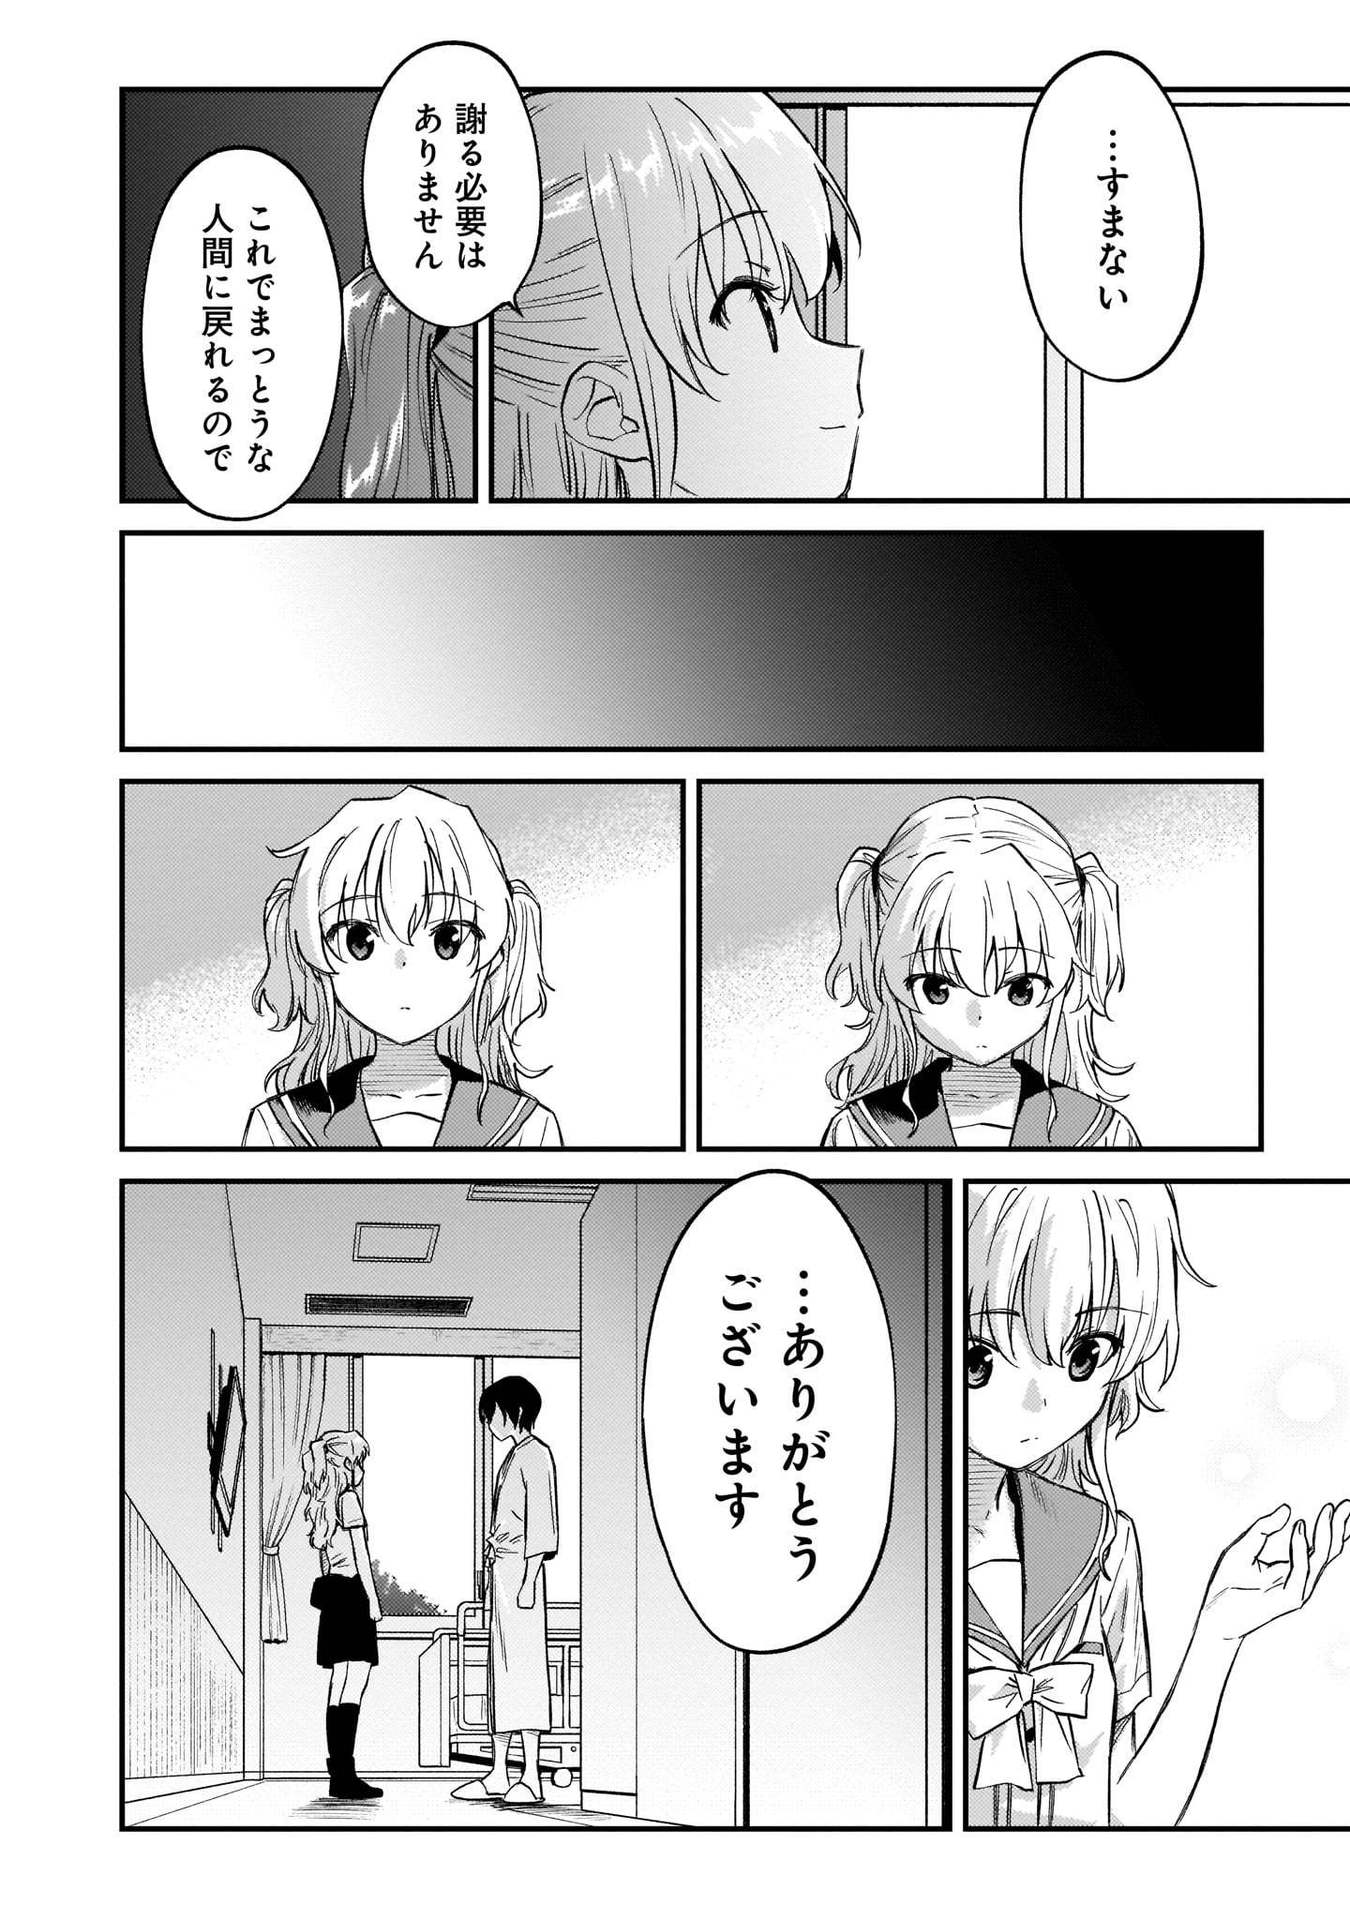 …すまない
謝る必要は
ありません
これでまっとうな
人間に戻れるので
…ありがとう
ございます